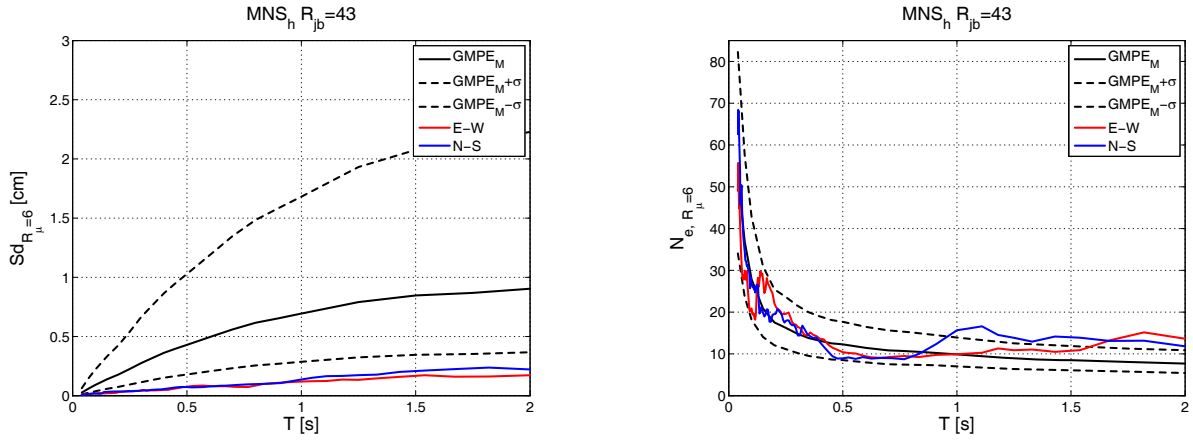 MNS_h R_jb=43
Sd_{R_μ=6} [cm]
3
2.5
2
1.5
1
0.5
0
0.5
1
1.5
2
T [s]
GMPE_M
GMPE_M+σ
GMPE_M−σ
E−W
N−S
MNS_h R_jb=43
N_{e, R_μ=6}
80
70
60
50
40
30
20
10
0
0
0.5
1
1.5
2
T [s]
GMPE_M
GMPE_M+σ
GMPE_M−σ
E−W
N−S